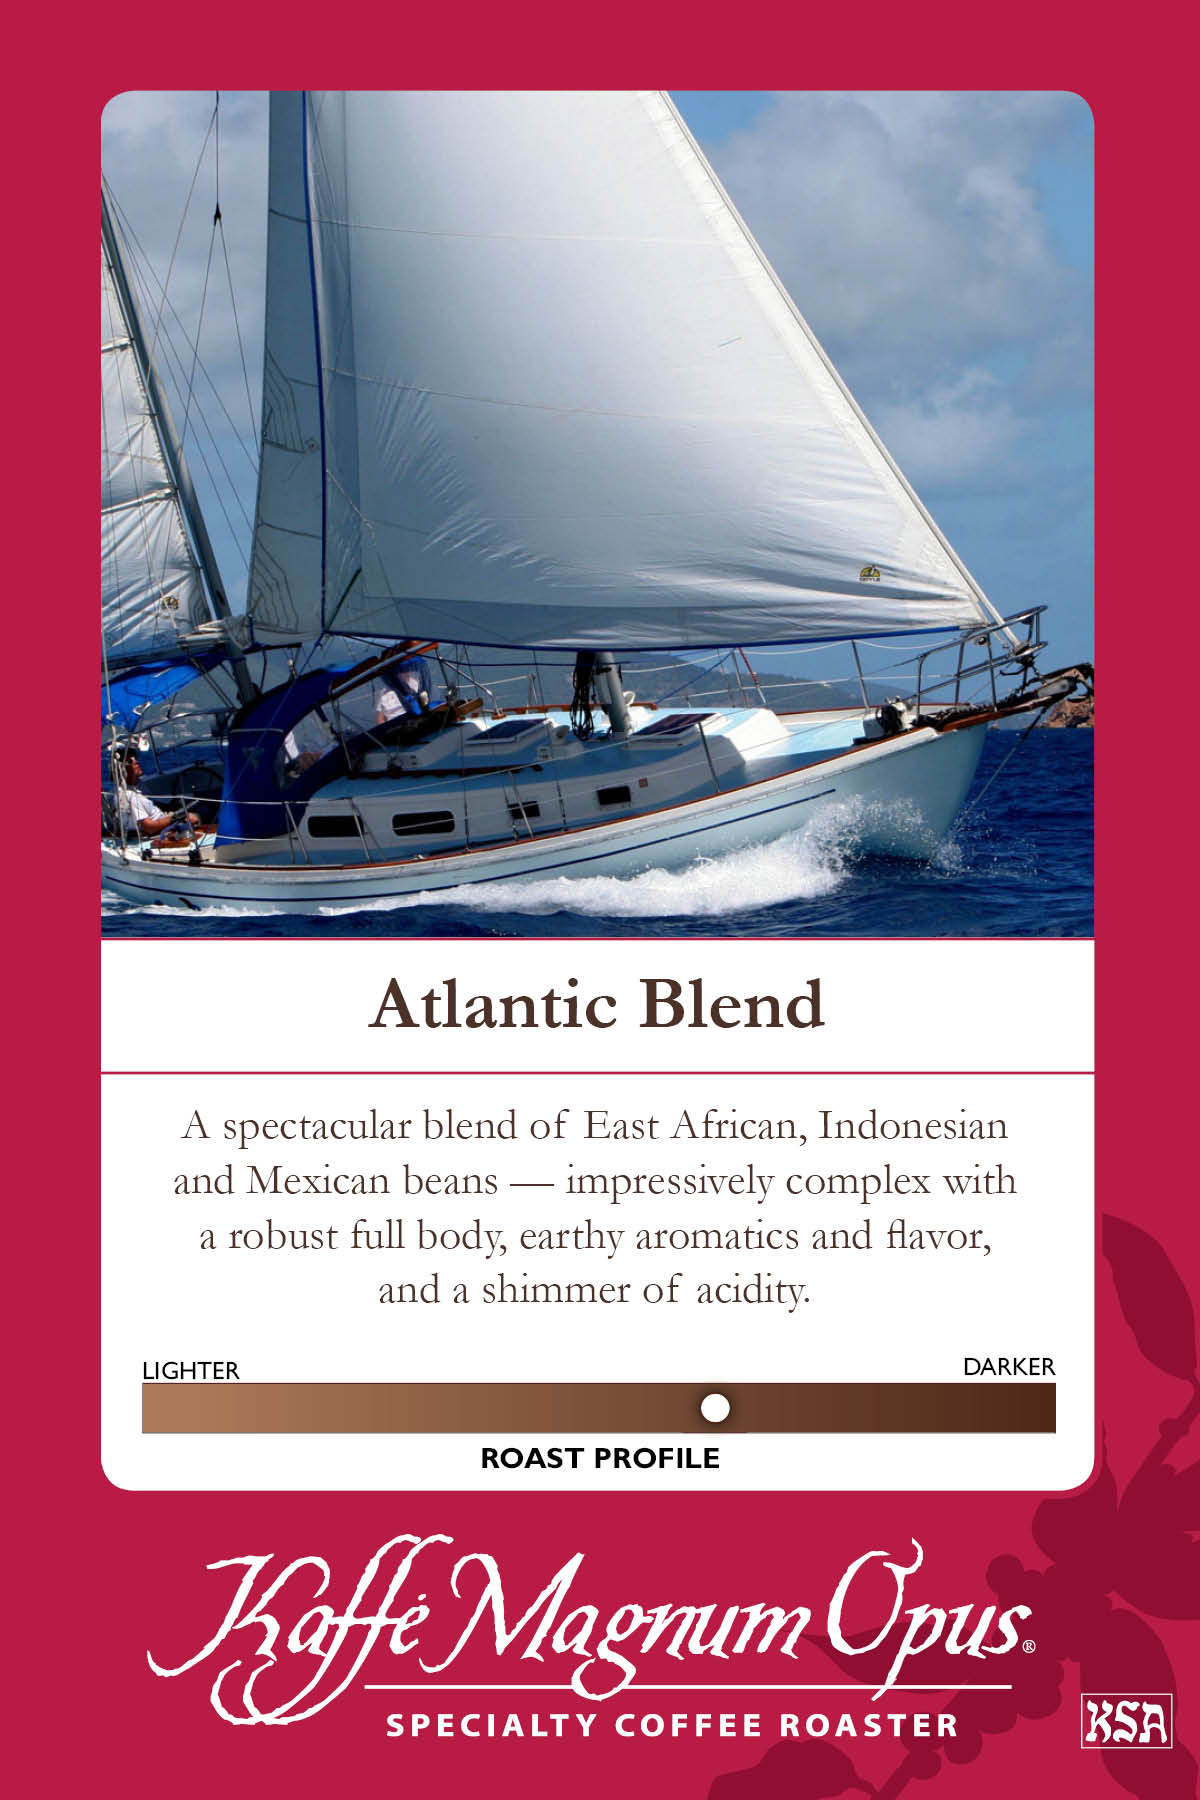 Atlantic Blend
A spectacular blend of East African, Indonesian
and Mexican beans — impressively complex with
a robust full body, earthy aromatics and flavor,
and a shimmer of acidity.
LIGHTER
DARKER
ROAST PROFILE
Kaffé Magnum Opus®
SPECIALTY COFFEE ROASTER
KSA